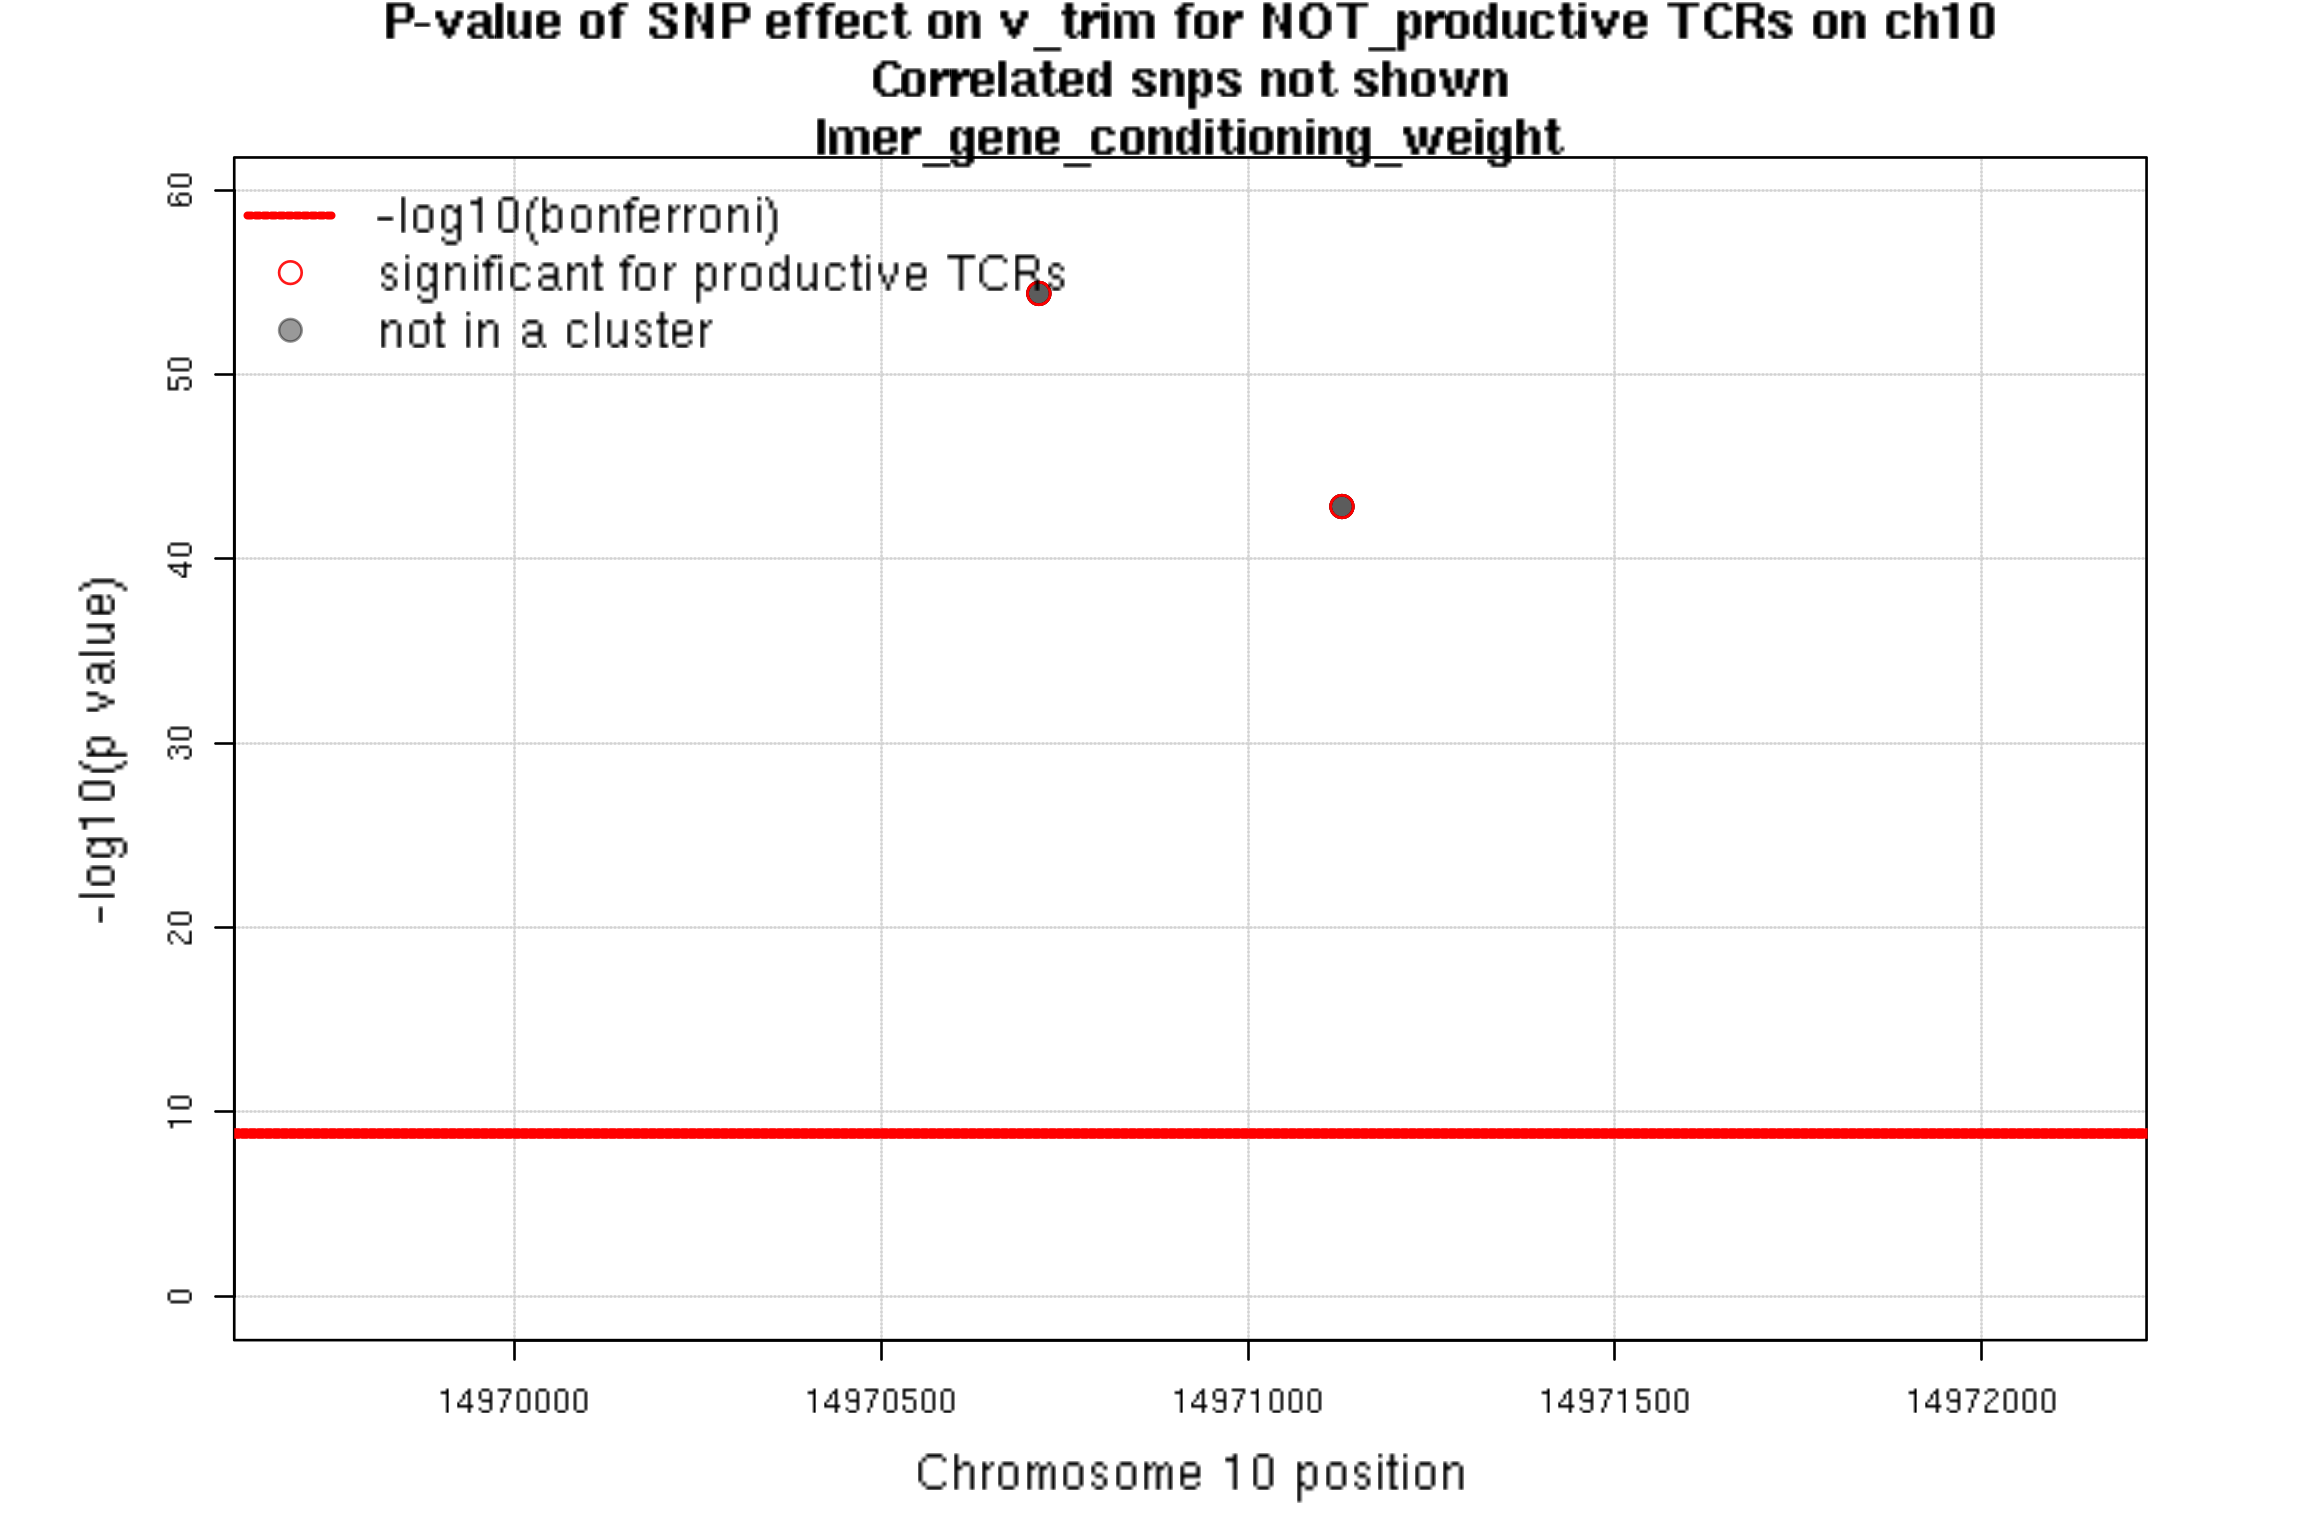 P-value of SNP effect on v_trim for NOT_productive TCRs on ch10
Correlated snps not shown
lmer_gene_conditioning_weight
-log10(bonferroni)
significant for productive TCRs
not in a cluster
60
50
40
30
20
10
0
-log10(p value)
14970000 14970500 14971000 14971500 14972000
Chromosome 10 position